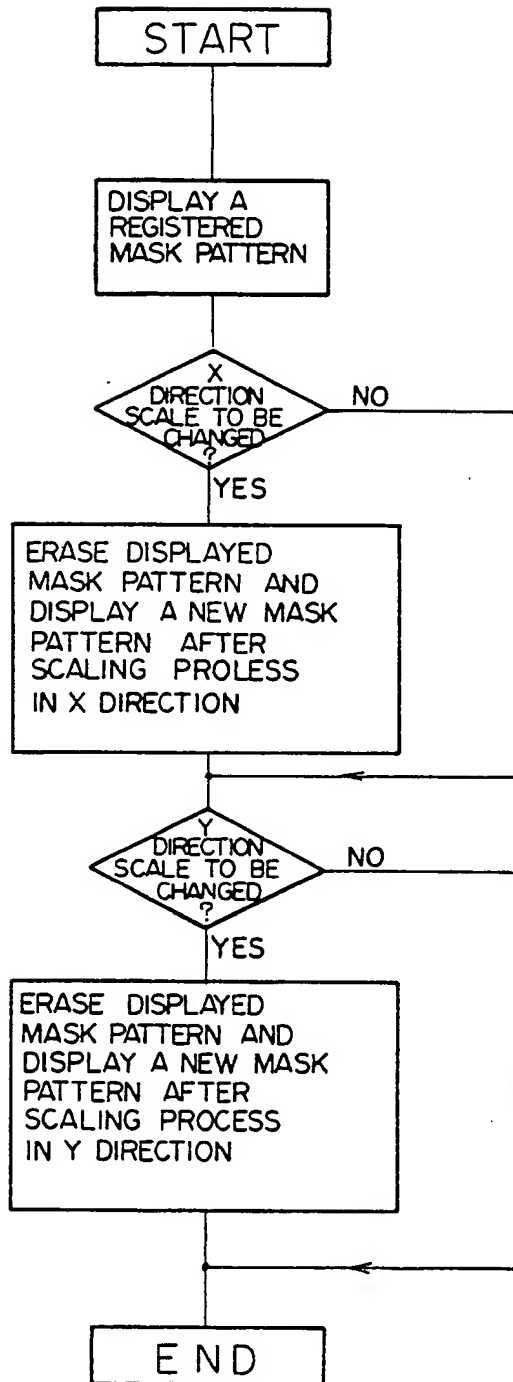 START
DISPLAY A
REGISTERED
MASK PATTERN
X
DIRECTION
SCALE TO BE
CHANGED
?
NO
YES
ERASE DISPLAYED
MASK PATTERN AND
DISPLAY A NEW MASK
PATTERN AFTER
SCALING PROLESS
IN X DIRECTION
Y
DIRECTION
SCALE TO BE
CHANGED
?
NO
YES
ERASE DISPLAYED
MASK PATTERN AND
DISPLAY A NEW MASK
PATTERN AFTER
SCALING PROCESS
IN Y DIRECTION
END